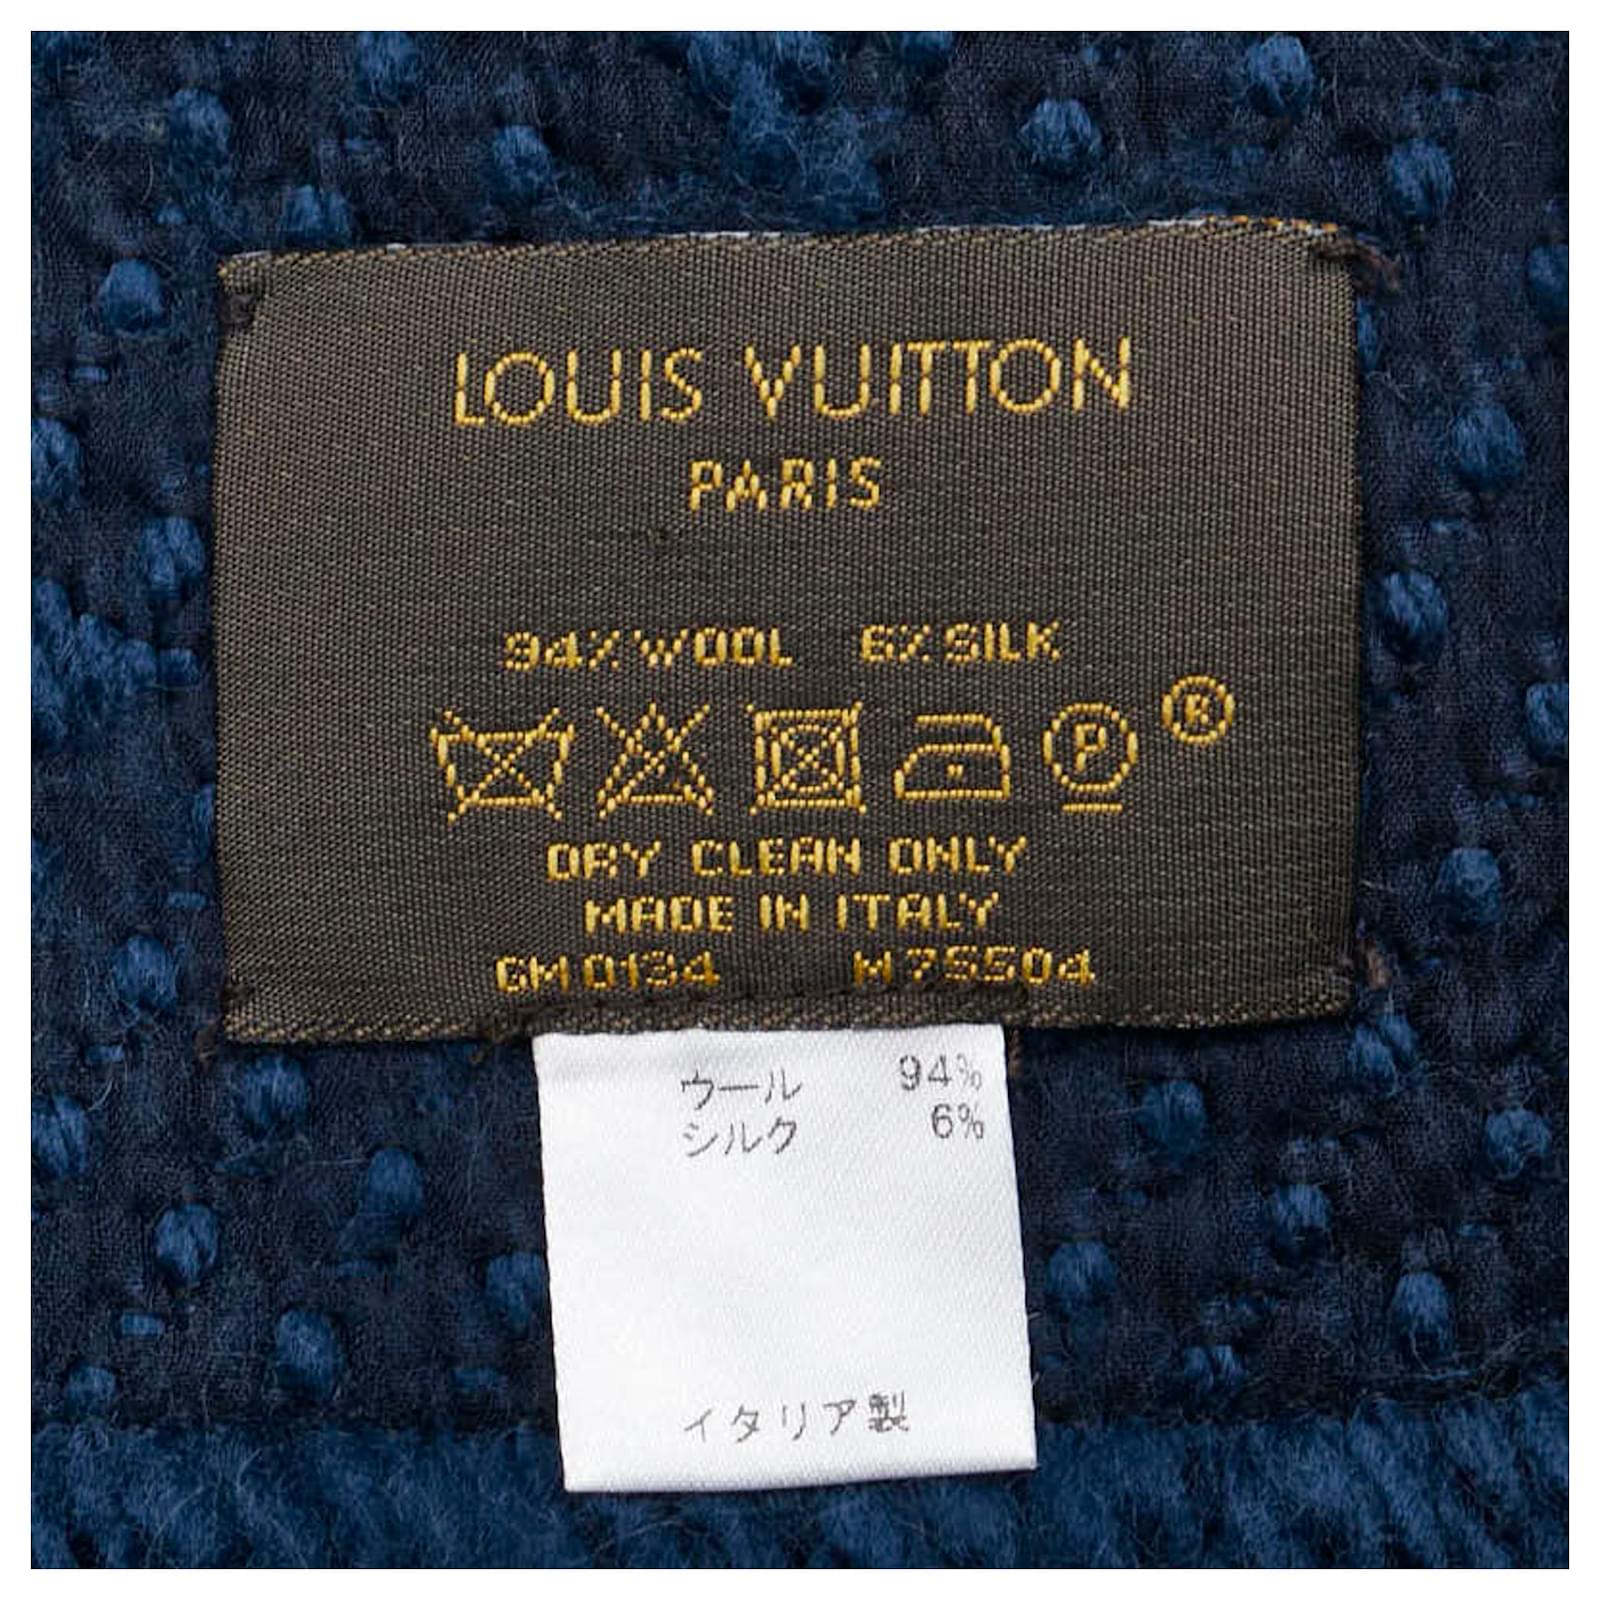 LOUIS VUITTON
PARIS
94% WOOL 6% SILK
P ®
DRY CLEAN ONLY
MADE IN ITALY
GM0134 M75504
ウール 94%
シルク 6%
イタリア製